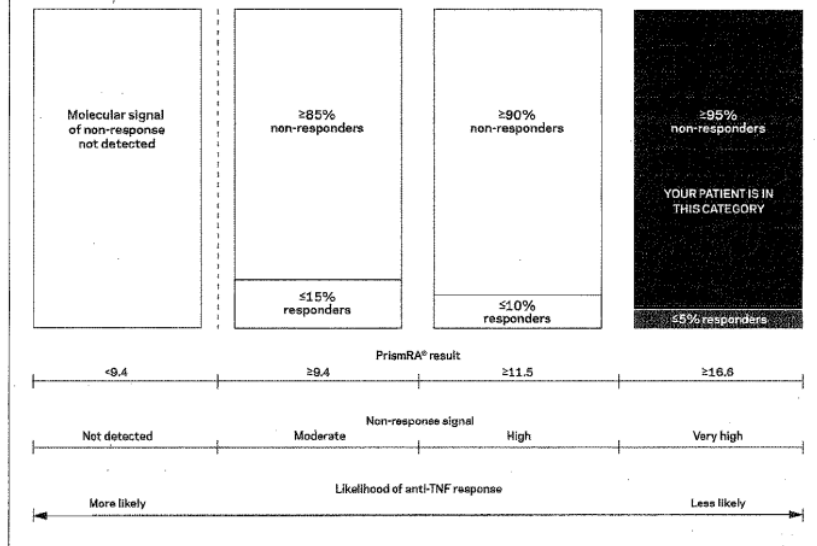 Molecular signal
of non-response
not detected
≥85%
non-responders
≤15%
responders
≥90%
non-responders
≤10%
responders
≥95%
non-responders
YOUR PATIENT IS IN
THIS CATEGORY
≤5% responders
PrismRA® result
<9.4
≥9.4
≥11.5
≥16.6
Non-response signal
Not detected
Moderate
High
Very high
Likelihood of anti-TNF response
More likely
Less likely